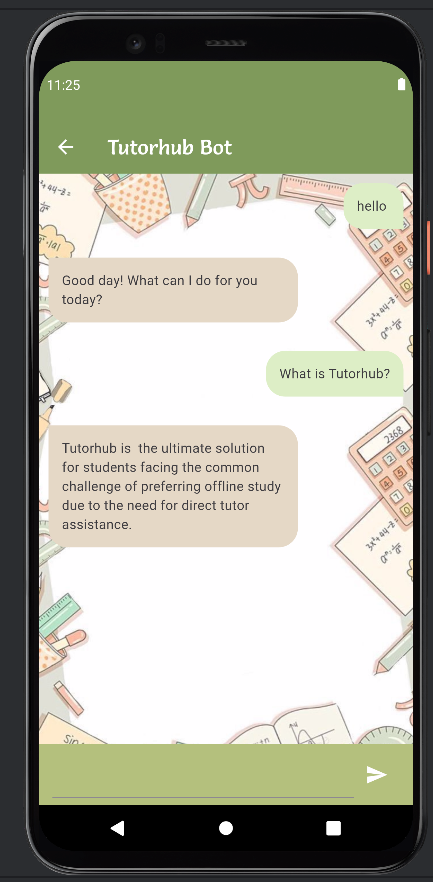 11:25
Tutorhub Bot
hello
Good day! What can I do for you
today?
What is Tutorhub?
Tutorhub is  the ultimate solution
for students facing the common
challenge of preferring offline study
due to the need for direct tutor
assistance.
2368